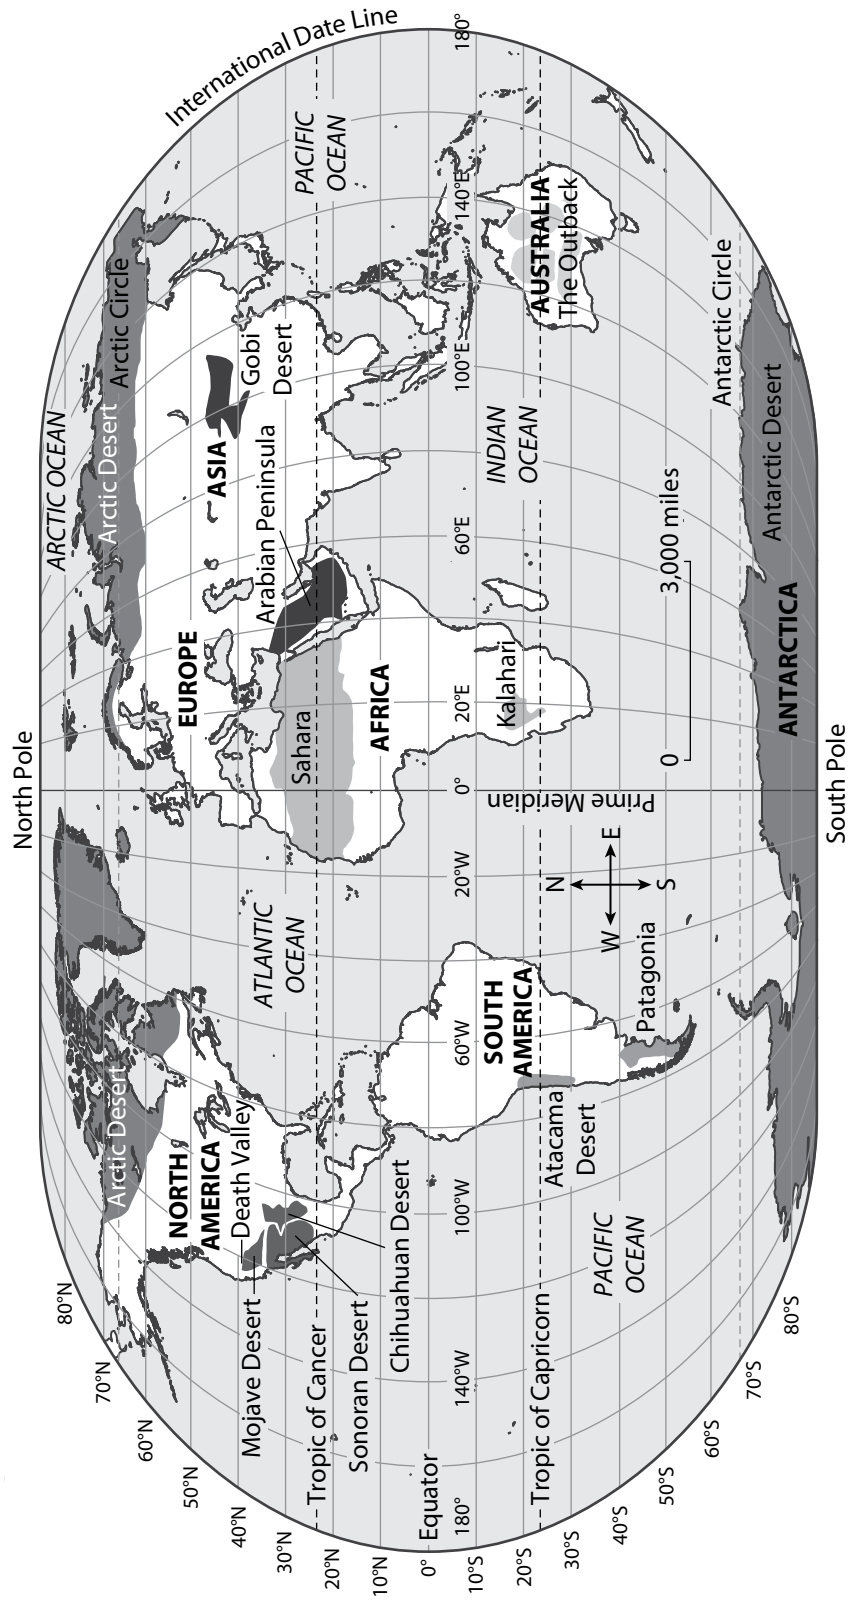 International Date Line
180°
PACIFIC
OCEAN
140°E
AUSTRALIA
The Outback
Arctic Circle
Antarctic Circle
Gobi
Desert
100°E
ARCTIC OCEAN
Arctic Desert
ASIA
Arabian Peninsula
INDIAN
OCEAN
Antarctic Desert
60°E
3,000 miles
0
EUROPE
AFRICA
20°E
Kalahari
Sahara
ANTARCTICA
North Pole
0°
Prime Meridian
South Pole
20°W
N
S
E
W
ATLANTIC
OCEAN
Patagonia
SOUTH
AMERICA
60°W
Arctic Desert
Death Valley
NORTH
AMERICA
Atacama
Desert
100°W
Chihuahuan Desert
PACIFIC
OCEAN
Mojave Desert
Sonoran Desert
Tropic of Cancer
140°W
Tropic of Capricorn
Equator
180°
80°N
70°N
60°N
50°N
40°N
30°N
20°N
10°N
0°
10°S
20°S
30°S
40°S
50°S
60°S
70°S
80°S